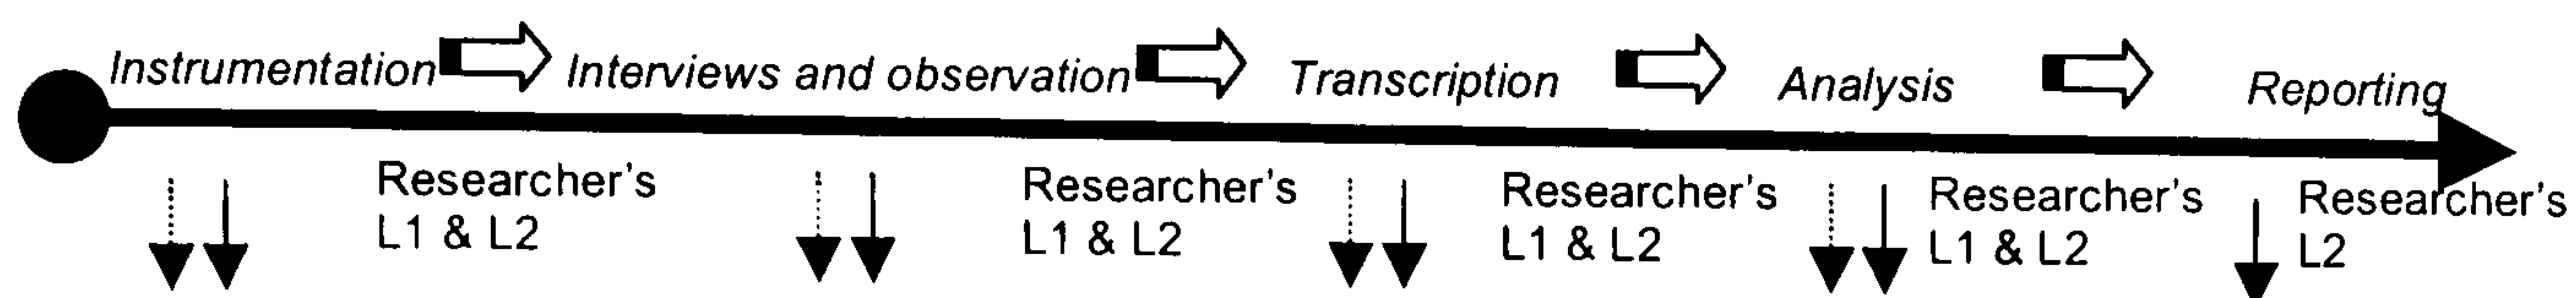 Instrumentation Interviews and observation Transcription Analysis Reporting
Researcher's Researcher's Researcher's Researcher's Researcher's
L1 & L2 L1 & L2 L1 & L2 L1 & L2 L2